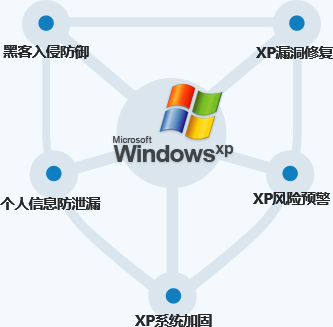 黑客入侵防御
XP漏洞修复
Microsoft
Windows xp
个人信息防泄漏
XP风险预警
XP系统加固